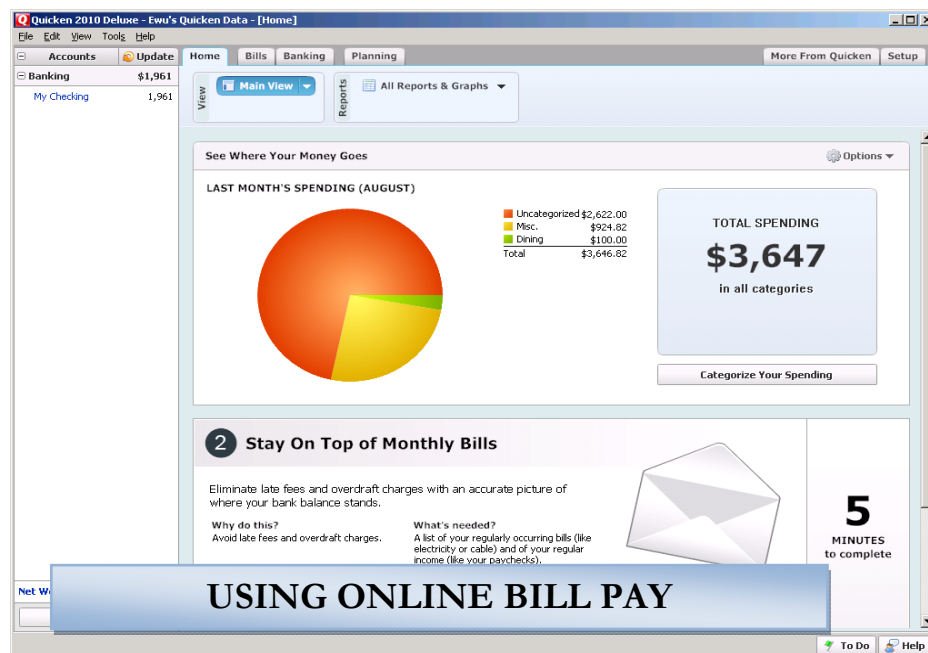 Quicken 2010 Deluxe - Ewu's Quicken Data - [Home]
File Edit View Tools Help
Accounts Update Home Bills Banking Planning More From Quicken Setup
Banking $1,961
My Checking 1,961
View Main View Reports All Reports & Graphs
See Where Your Money Goes Options
LAST MONTH'S SPENDING (AUGUST)
Uncategorized $2,622.00
Misc. $924.82
Dining $100.00
Total $3,646.82
TOTAL SPENDING
$3,647
in all categories
Categorize Your Spending
2 Stay On Top of Monthly Bills
Eliminate late fees and overdraft charges with an accurate picture of
where your bank balance stands.
Why do this?
Avoid late fees and overdraft charges.
What's needed?
A list of your regularly occurring bills (like
electricity or cable) and of your regular
income (like your paychecks).
5
MINUTES
to complete
Net
USING ONLINE BILL PAY
To Do Help